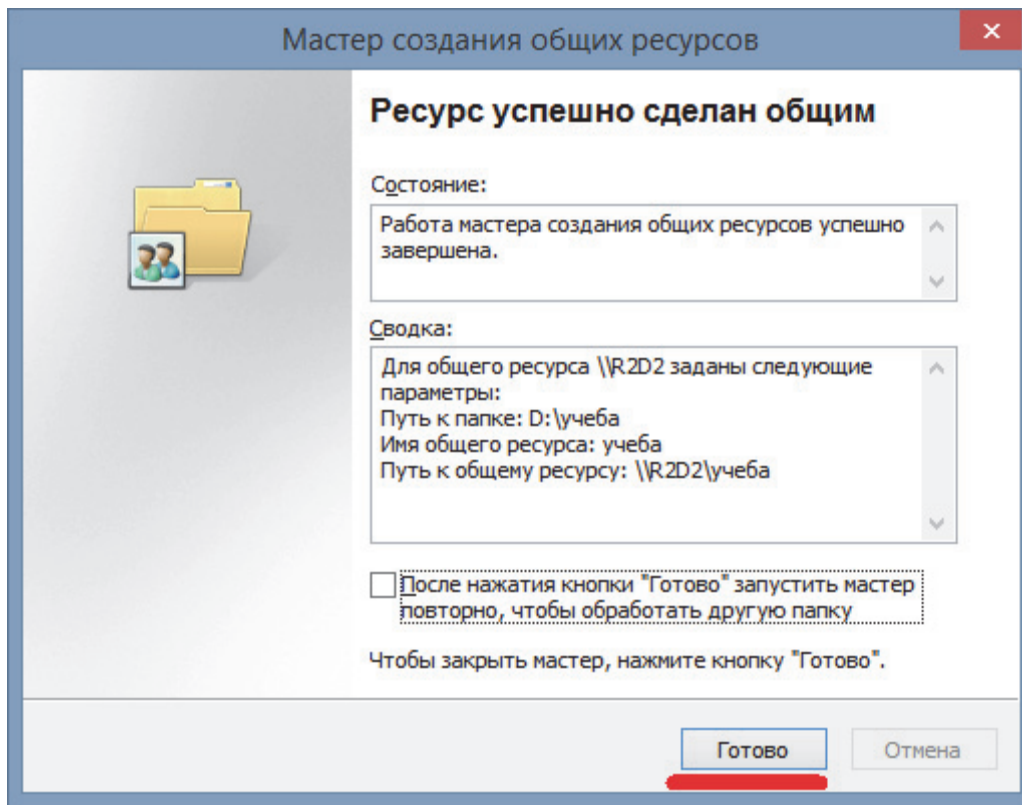 Мастер создания общих ресурсов
Ресурс успешно сделан общим
Состояние:
Работа мастера создания общих ресурсов успешно
завершена.
Сводка:
Для общего ресурса \\R2D2 заданы следующие
параметры:
Путь к папке: D:\учеба
Имя общего ресурса: учеба
Путь к общему ресурсу: \\R2D2\учеба
После нажатия кнопки "Готово" запустить мастер
повторно, чтобы обработать другую папку
Чтобы закрыть мастер, нажмите кнопку "Готово".
Готово
Отмена